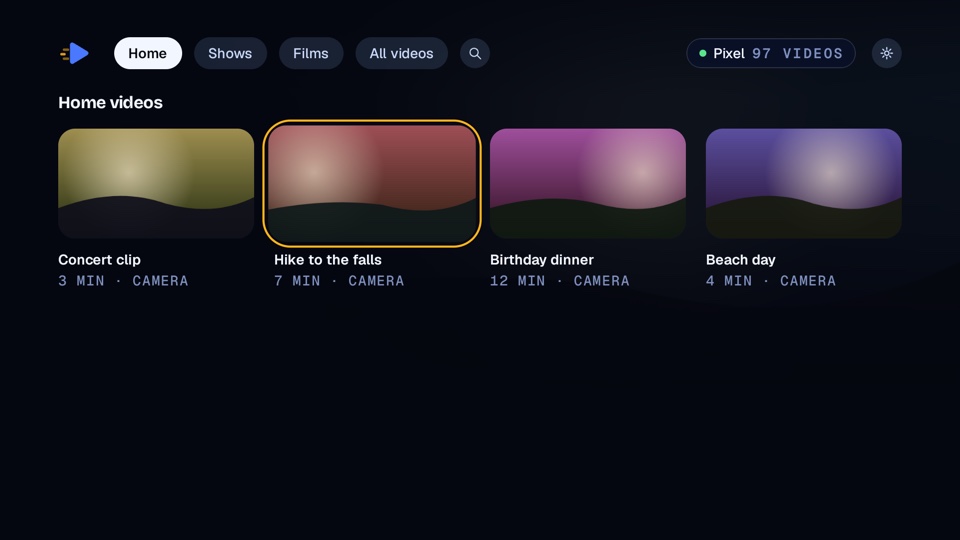 Home Shows Films All videos Pixel 97 VIDEOS
Home videos
Concert clip
3 MIN · CAMERA
Hike to the falls
7 MIN · CAMERA
Birthday dinner
12 MIN · CAMERA
Beach day
4 MIN · CAMERA